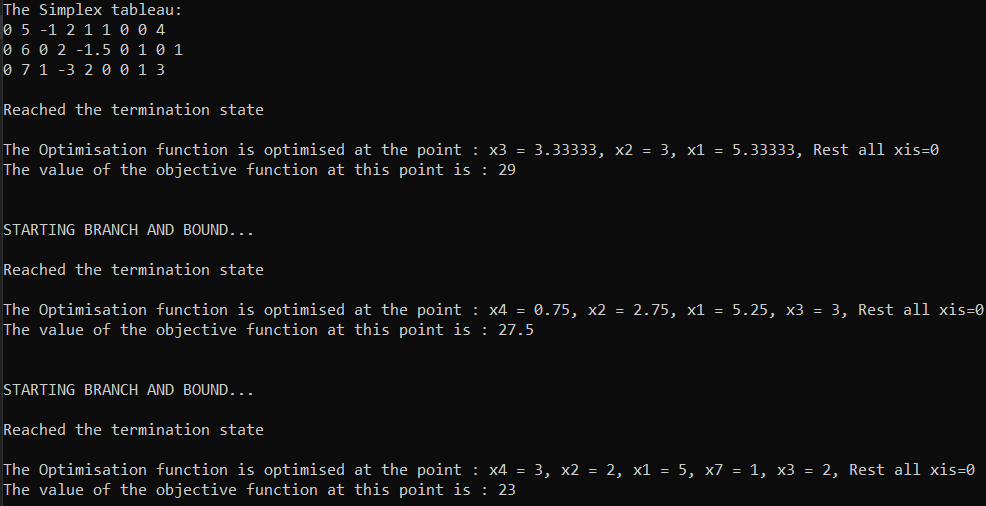 The Simplex tableau:
0 5 -1 2 1 1 0 0 4
0 6 0 2 -1.5 0 1 0 1
0 7 1 -3 2 0 0 1 3
Reached the termination state
The Optimisation function is optimised at the point : x3 = 3.33333, x2 = 3, x1 = 5.33333, Rest all xis=0
The value of the objective function at this point is : 29
STARTING BRANCH AND BOUND...
Reached the termination state
The Optimisation function is optimised at the point : x4 = 0.75, x2 = 2.75, x1 = 5.25, x3 = 3, Rest all xis=0
The value of the objective function at this point is : 27.5
STARTING BRANCH AND BOUND...
Reached the termination state
The Optimisation function is optimised at the point : x4 = 3, x2 = 2, x1 = 5, x7 = 1, x3 = 2, Rest all xis=0
The value of the objective function at this point is : 23